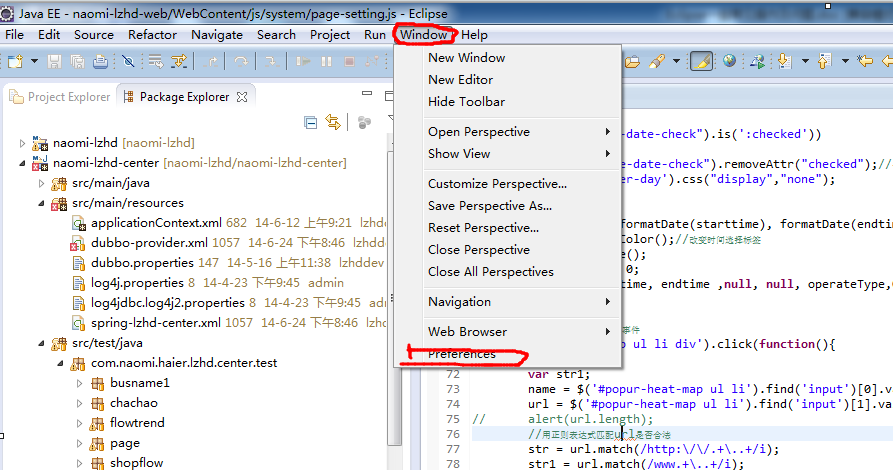 Java EE - naomi-lzhd-web/WebContent/js/system/page-setting.js - Eclipse
File Edit Source Refactor Navigate Search Project Run Window Help
Project Explorer Package Explorer
naomi-lzhd [naomi-lzhd]
naomi-lzhd-center [naomi-lzhd/naomi-lzhd-center]
src/main/java
src/main/resources
applicationContext.xml 682 14-6-12 上午9:21 lzhdd
dubbo-provider.xml 1057 14-6-24 下午8:46 lzhdd
dubbo.properties 147 14-5-16 上午11:38 lzhddev
log4j.properties 8 14-4-23 下午9:45 admin
log4jdbc.log4j2.properties 8 14-4-23 下午9:45 ad
spring-lzhd-center.xml 1057 14-6-24 下午8:46
src/test/java
com.naomi.haier.lzhd.center.test
busname1
chachao
flowtrend
page
shopflow
New Window
New Editor
Hide Toolbar
Open Perspective
Show View
Customize Perspective...
Save Perspective As...
Reset Perspective...
Close Perspective
Close All Perspectives
Navigation
Web Browser
Preferences
-date-check").is(':checked'))
-date-check").removeAttr("checked");//
er-day').css("display","none");
formatDate(starttime), formatDate(endtim
Color();//改变时间选择标签
e();
 0;
time, endtime ,null, null, operateType,
事件
p ul li div').click(function(){
72 var str1;
73 name = $('#popur-heat-map ul li').find('input')[0].va
74 url = $('#popur-heat-map ul li').find('input')[1].va
75 // alert(url.length);
76 //用正则表达式匹配url是否合法
77 str = url.match(/http:\/\/.+\..+/i);
78 str1 = url.match(/www.+\..+/i);